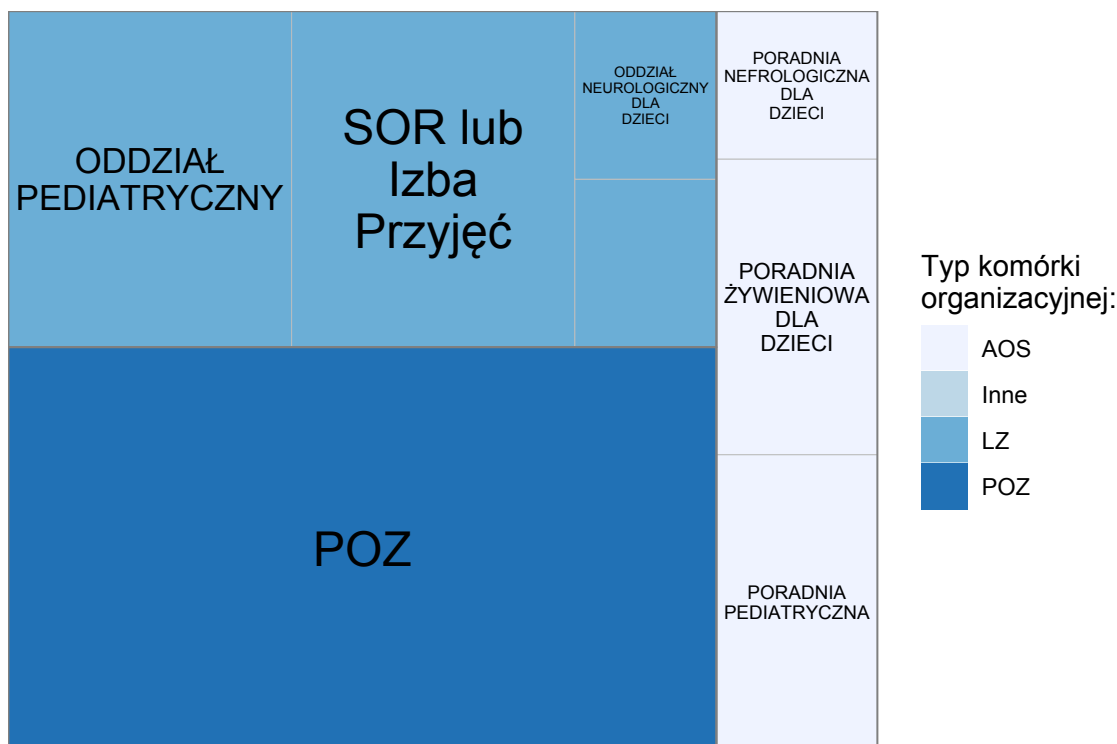 ODDZIAŁ
PEDIATRYCZNY
SOR lub
Izba
Przyjęć
ODDZIAŁ
NEUROLOGICZNY
DLA
DZIECI
PORADNIA
NEFROLOGICZNA
DLA
DZIECI
PORADNIA
ŻYWIENIOWA
DLA
DZIECI
POZ
PORADNIA
PEDIATRYCZNA
Typ komórki
organizacyjnej:
AOS
Inne
LZ
POZ